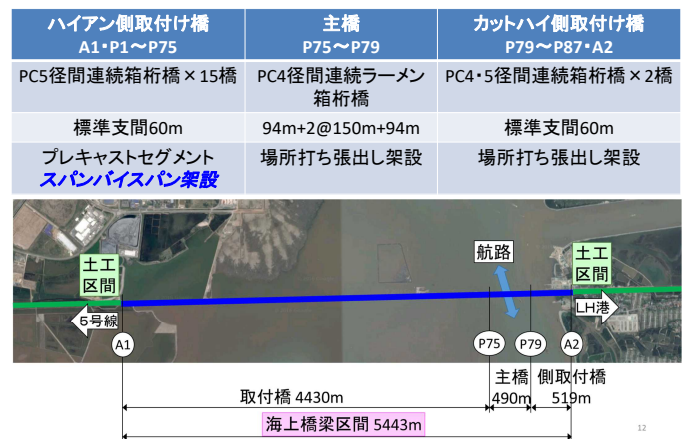 ハイアン側取付け橋
A1・P1～P75
主橋
P75～P79
カットハイ側取付け橋
P79～P87・A2
PC5径間連続箱桁橋×15橋
PC4径間連続ラーメン
箱桁橋
PC4・5径間連続箱桁橋×2橋
標準支間60m
94m+2@150m+94m
標準支間60m
プレキャストセグメント
スパンバイスパン架設
場所打ち張出し架設
場所打ち張出し架設
土工
区間
航路
土工
区間
5号線
LH港
A1
P75
P79
A2
取付橋 4430m
主橋
490m
側取付橋
519m
海上橋梁区間 5443m
12